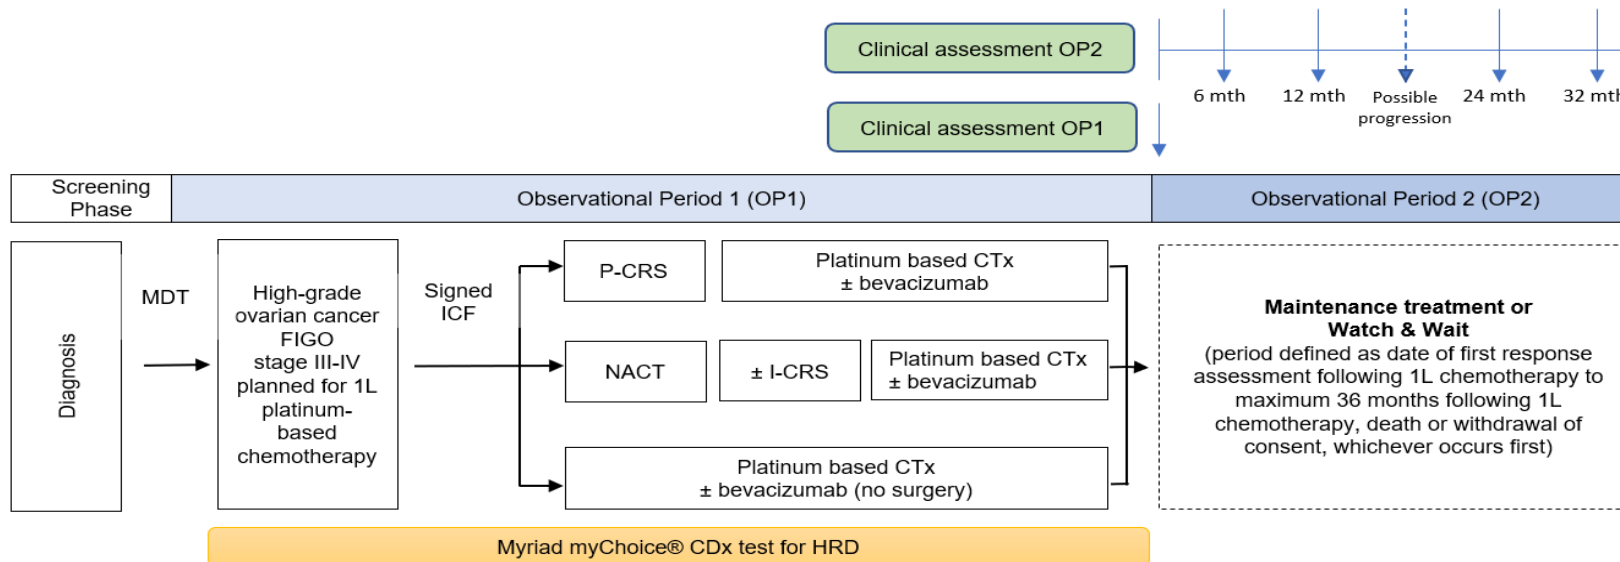 Clinical assessment OP2
6 mth
12 mth
Possible
progression
24 mth
32 mth
Clinical assessment OP1
Screening
Phase
Observational Period 1 (OP1)
Observational Period 2 (OP2)
Diagnosis
MDT
High-grade
ovarian cancer
FIGO
stage III-IV
planned for 1L
platinum-
based
chemotherapy
Signed
ICF
P-CRS
Platinum based CTx
± bevacizumab
NACT
± I-CRS
Platinum based CTx
± bevacizumab
Platinum based CTx
± bevacizumab (no surgery)
Maintenance treatment or
Watch & Wait
(period defined as date of first response
assessment following 1L chemotherapy to
maximum 36 months following 1L
chemotherapy, death or withdrawal of
consent, whichever occurs first)
Myriad myChoice® CDx test for HRD